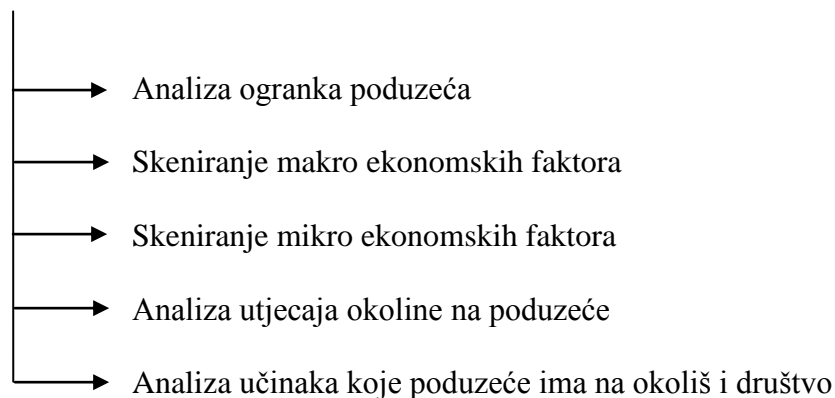 Analiza ogranka poduzeća
Skeniranje makro ekonomskih faktora
Skeniranje mikro ekonomskih faktora
Analiza utjecaja okoline na poduzeće
Analiza učinaka koje poduzeće ima na okoliš i društvo